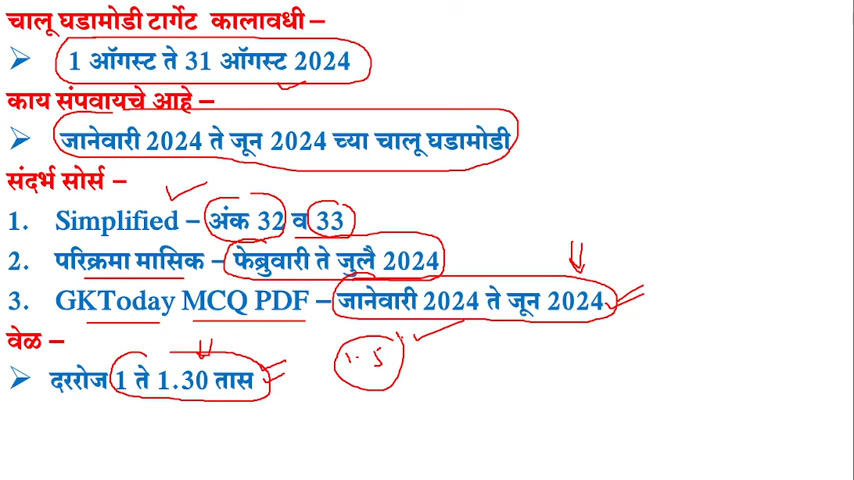 चालू घडामोडी टार्गेट कालावधी –
➢ 1 ऑगस्ट ते 31 ऑगस्ट 2024
काय संपवायचे आहे –
➢ जानेवारी 2024 ते जून 2024 च्या चालू घडामोडी
संदर्भ सोर्स –
1. Simplified – अंक 32 व 33
2. परिक्रमा मासिक – फेब्रुवारी ते जुलै 2024
3. GKToday MCQ PDF – जानेवारी 2024 ते जून 2024
वेळ –
1.5
➢ दररोज 1 ते 1.30 तास